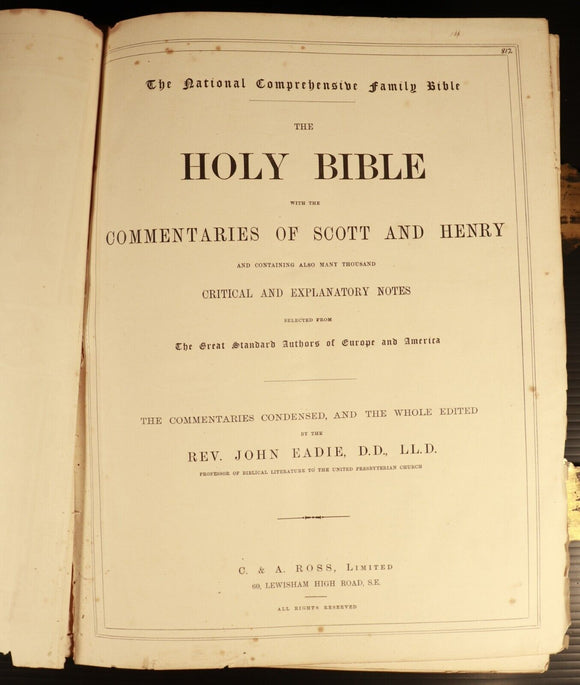 812
The National Comprehensive Family Bible
THE
HOLY BIBLE
WITH THE
COMMENTARIES OF SCOTT AND HENRY
AND CONTAINING ALSO MANY THOUSAND
CRITICAL AND EXPLANATORY NOTES
SELECTED FROM
The Great Standard Authors of Europe and America
THE COMMENTARIES CONDENSED, AND THE WHOLE EDITED
BY THE
REV. JOHN EADIE, D.D., LL.D.
PROFESSOR OF BIBLICAL LITERATURE TO THE UNITED PRESBYTERIAN CHURCH
C. & A. ROSS, LIMITED
60, LEWISHAM HIGH ROAD, S.E.
ALL RIGHTS RESERVED